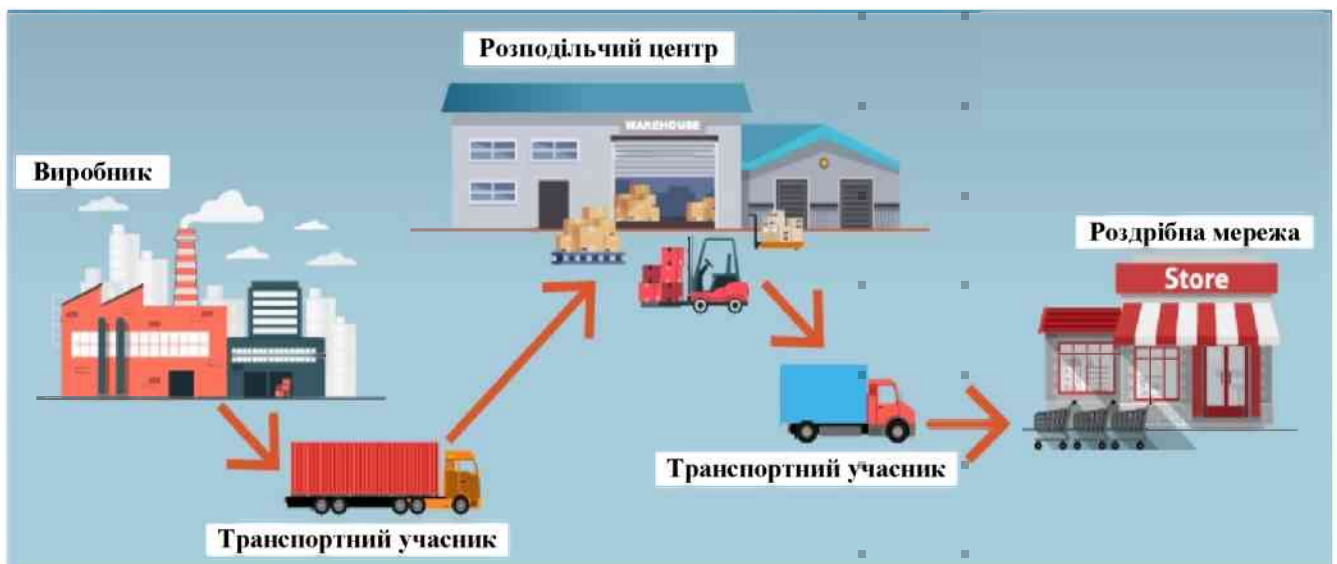 Розподільчий центр
WAREHOUSE
Виробник
Роздрібна мережа
Store
Транспортний учасник
Транспортний учасник